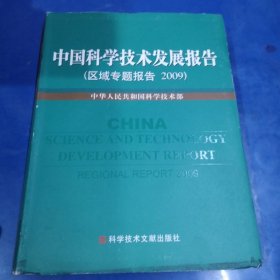 中国科学技术发展报告
(区域专题报告 2009)
中华人民共和国科学技术部
CHINA
SCIENCE AND TECHNOLOGY
DEVELOPMENT REPORT
REGIONAL REPORT 2009
科学技术文献出版社